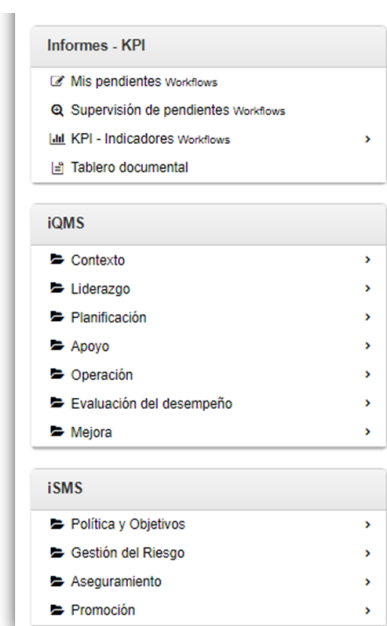 Informes - KPI
Mis pendientes Workflows
Supervisión de pendientes Workflows
KPI - Indicadores Workflows
Tablero documental
iQMS
Contexto
Liderazgo
Planificación
Apoyo
Operación
Evaluación del desempeño
Mejora
iSMS
Política y Objetivos
Gestión del Riesgo
Aseguramiento
Promoción